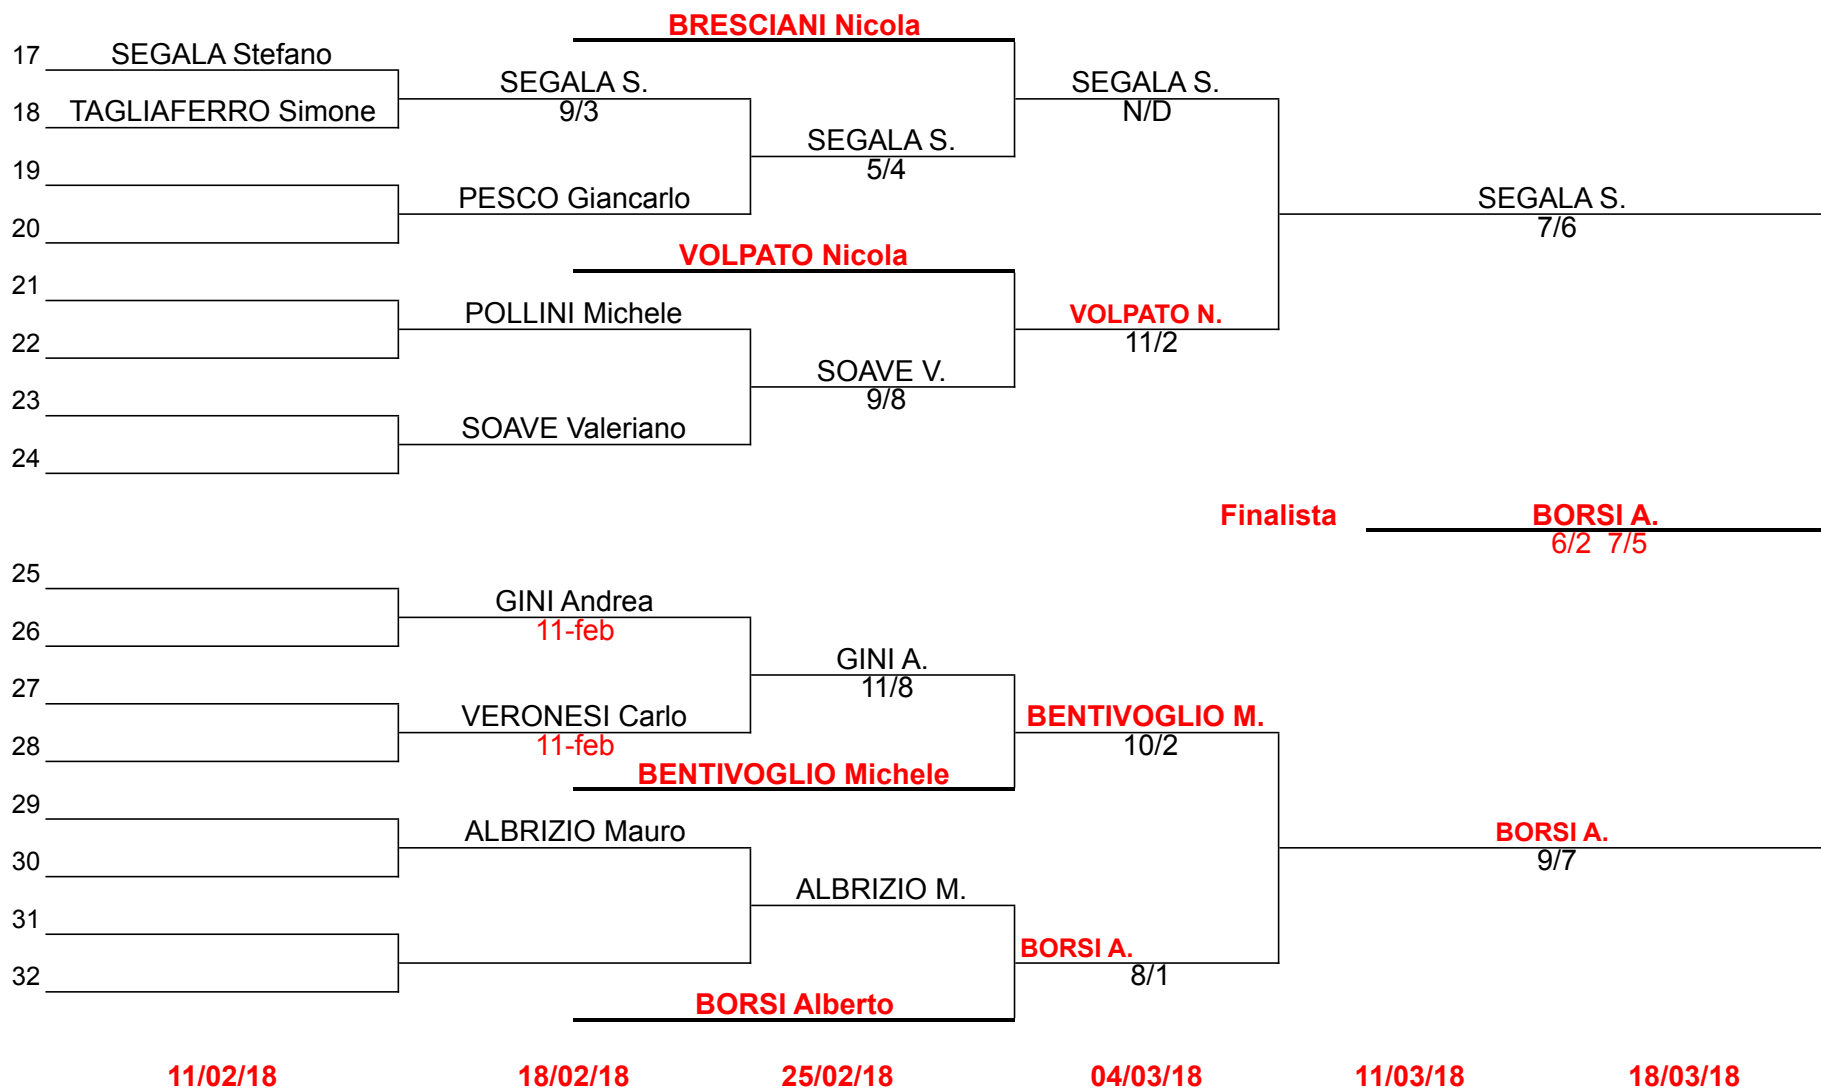 BRESCIANI Nicola
17 SEGALA Stefano
SEGALA S.
9/3
SEGALA S.
N/D
18 TAGLIAFERRO Simone
SEGALA S.
5/4
19
PESCO Giancarlo
SEGALA S.
7/6
20
VOLPATO Nicola
21
POLLINI Michele
VOLPATO N.
11/2
22
SOAVE V.
9/8
23
SOAVE Valeriano
24
Finalista BORSI A.
6/2 7/5
25
GINI Andrea
11-feb
26
GINI A.
11/8
27
VERONESI Carlo
11-feb
BENTIVOGLIO M.
10/2
28
BENTIVOGLIO Michele
29
ALBRIZIO Mauro
BORSI A.
9/7
30
ALBRIZIO M.
31
BORSI A.
8/1
32
BORSI Alberto
11/02/18 18/02/18 25/02/18 04/03/18 11/03/18 18/03/18